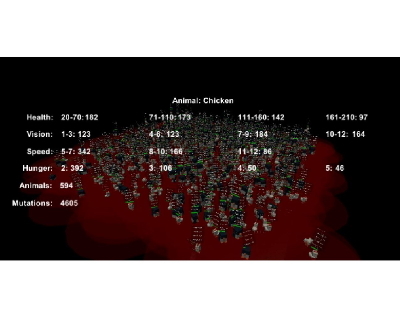 Animal: Chicken
Health: 20-70: 182 71-110: 173 111-160: 142 161-210: 97
Vision: 1-3: 123 4-6: 123 7-9: 184 10-12: 164
Speed: 5-7: 342 8-10: 166 11-12: 86
Hunger: 2: 392 3: 106 4: 50 5: 46
Animals: 594
Mutations: 4605